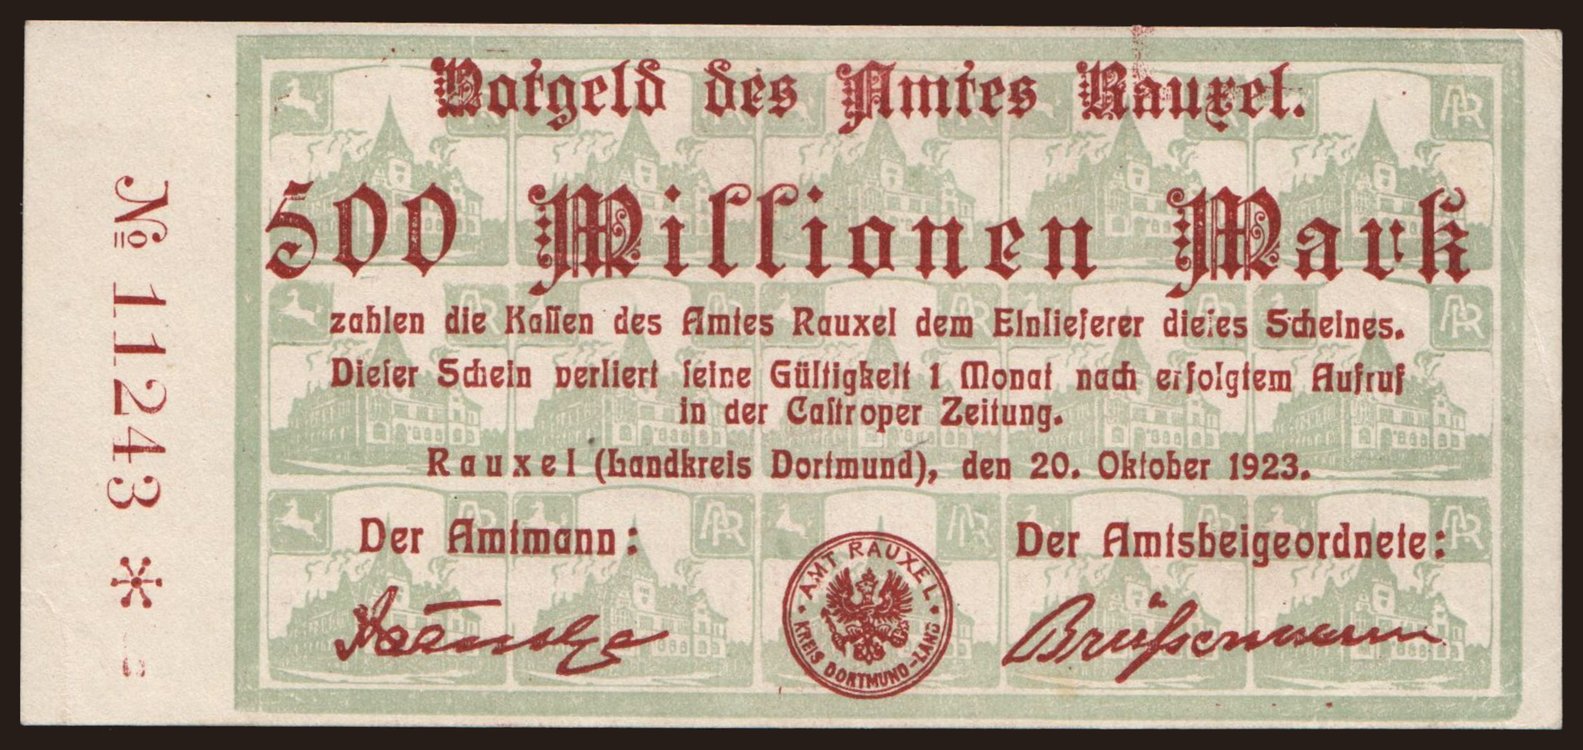 Notgeld des Amtes Rauxel.
500 Millionen Mark
zahlen die Kassen des Amtes Rauxel dem Einlieferer dieses Scheines.
Dieser Schein verliert seine Gültigkeit 1 Monat nach erfolgtem Aufruf
in der Castroper Zeitung.
Rauxel (Landkreis Dortmund), den 20. Oktober 1923.
Der Amtmann:
Der Amtsbeigeordnete:
AMT RAUXEL
KREIS DORTMUND-LAND
Brüssermann
№ 11243 *
AR